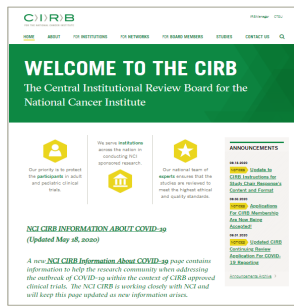 C)I(R)B
HOME ABOUT FOR INSTITUTIONS FOR NETWORKS FOR BOARD MEMBERS STUDIES CONTACT US
WELCOME TO THE CIRB
The Central Institutional Review Board for the
National Cancer Institute
Our priority is to protect
the participants in adult
and pediatric clinical
trials.
We serve institutions
across the nation in
conducting NCI
sponsored research.
Our national team of
experts ensures that the
studies are reviewed to
meet the highest ethical
and quality standards.
NCI CIRB INFORMATION ABOUT COVID-19
(Updated May 18, 2020)
A new NCI CIRB Information About COVID-19 page contains
information to help the research community when addressing
the outbreak of COVID-19 within the context of CIRB approved
clinical trials. The CIRB is working closely with NCI and
will keep this page updated as new information arises.
ANNOUNCEMENTS
Update to
CIRB Instructions for
Study Chair Response's
Content and Format
Applications
For CIRB Membership
Are Now Being
Accepted!
Updated CIRB
Continuing Review
Application For COVID-
19 Reporting
Announcements Archive >